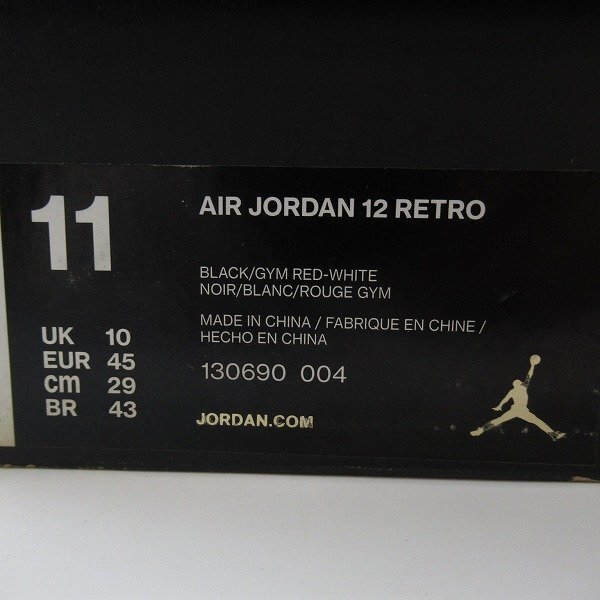 11
AIR JORDAN 12 RETRO
BLACK/GYM RED-WHITE
NOIR/BLANC/ROUGE GYM
MADE IN CHINA / FABRIQUE EN CHINE /
HECHO EN CHINA
UK 10
EUR 45
cm 29
BR 43
130690 004
JORDAN.COM